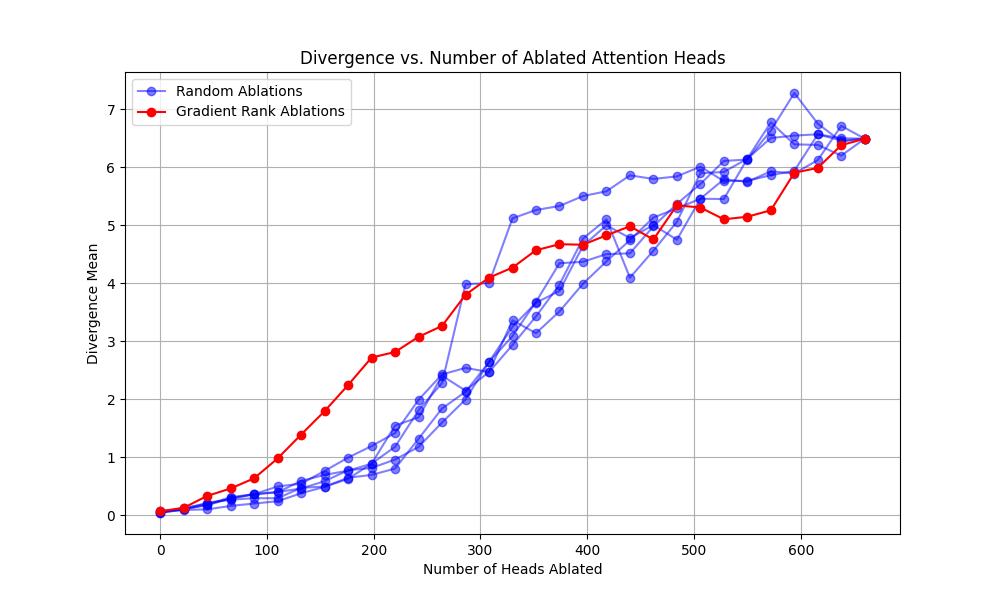 Divergence vs. Number of Ablated Attention Heads
Random Ablations
Gradient Rank Ablations
Divergence Mean
7
6
5
4
3
2
1
0
0 100 200 300 400 500 600
Number of Heads Ablated